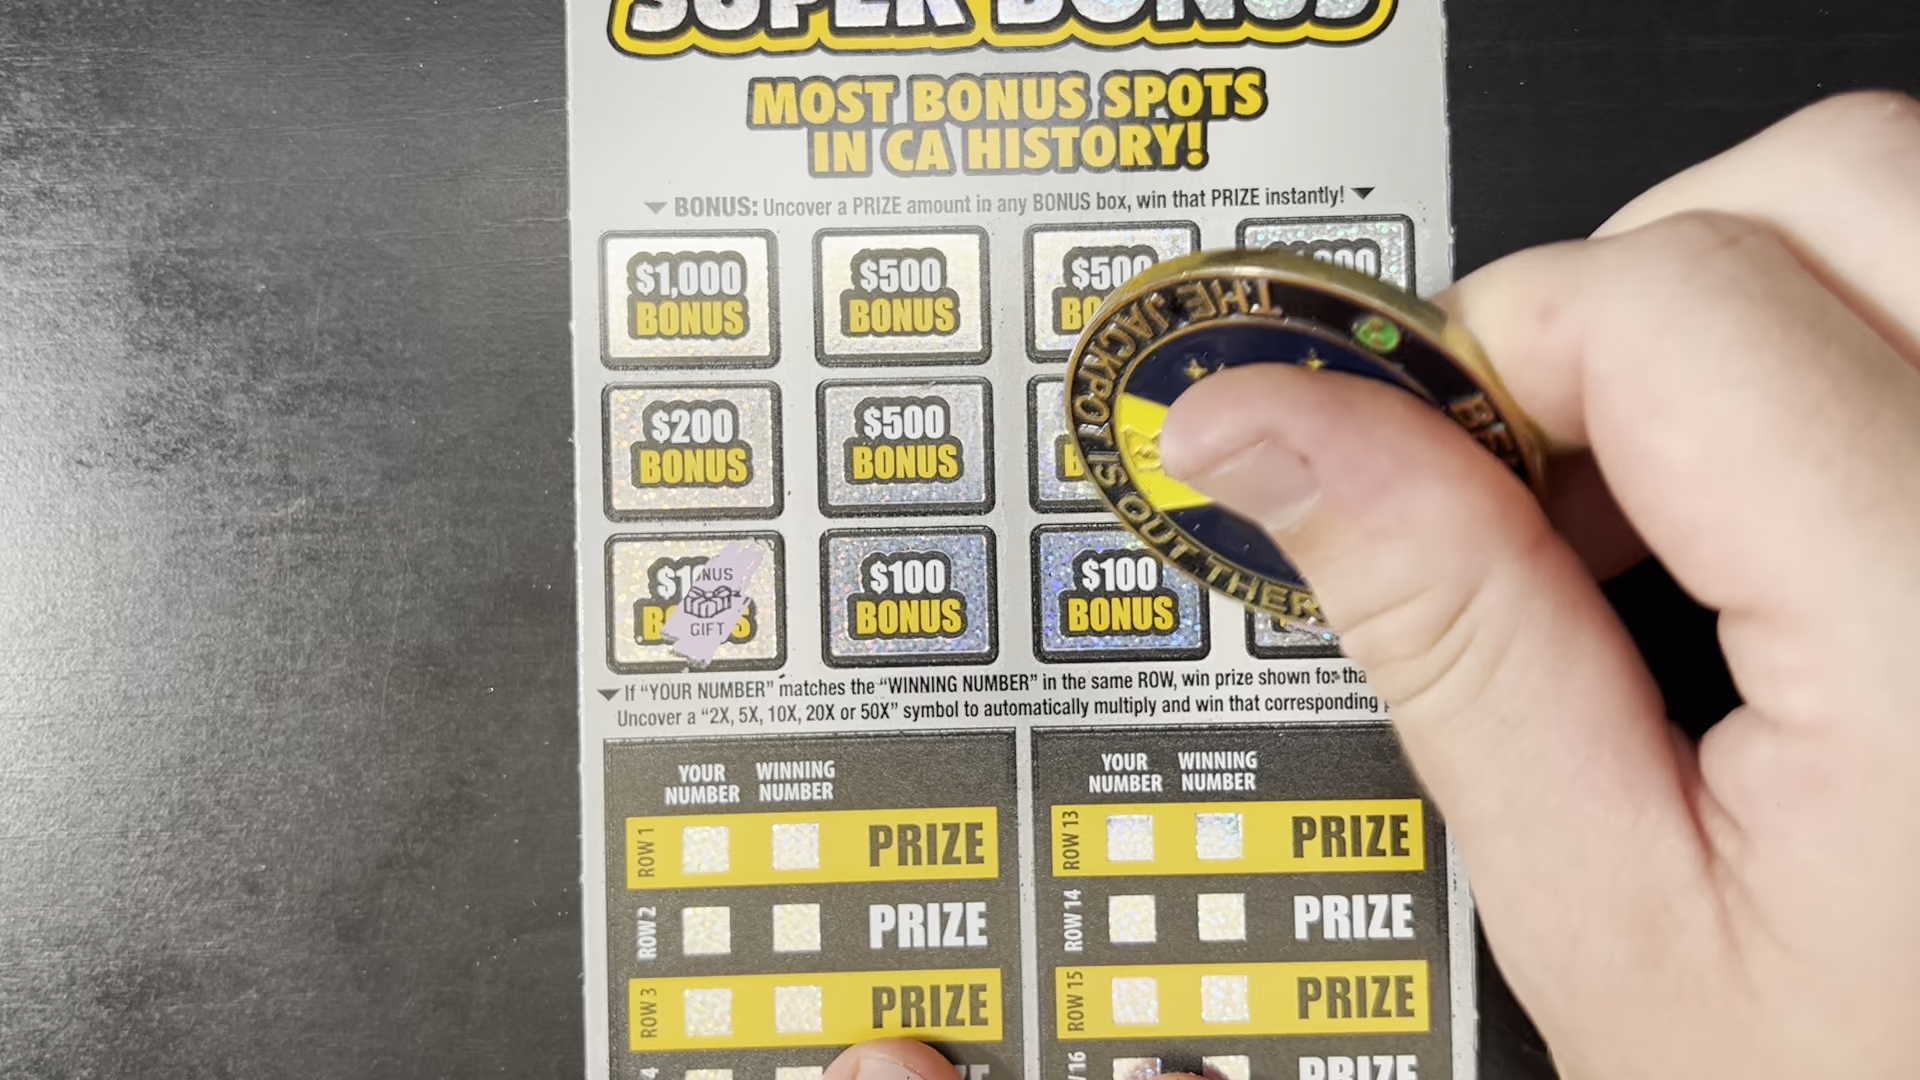 SUPER BONUS
MOST BONUS SPOTS
IN CA HISTORY!
BONUS: Uncover a PRIZE amount in any BONUS box, win that PRIZE instantly!
$1,000
BONUS
$500
BONUS
$500
$200
BONUS
$500
BONUS
NUS
GIFT
$100
BONUS
$100
BONUS
THE JACKPOT IS OUT THERE
If “YOUR NUMBER” matches the “WINNING NUMBER” in the same ROW, win prize shown for
Uncover a “2X, 5X, 10X, 20X or 50X” symbol to automatically multiply and win that corresponding
YOUR
NUMBER
WINNING
NUMBER
ROW 1
PRIZE
ROW 2
PRIZE
ROW 3
PRIZE
4
YOUR
NUMBER
WINNING
NUMBER
ROW 13
PRIZE
ROW 14
PRIZE
ROW 15
PRIZE
16
PRIZE